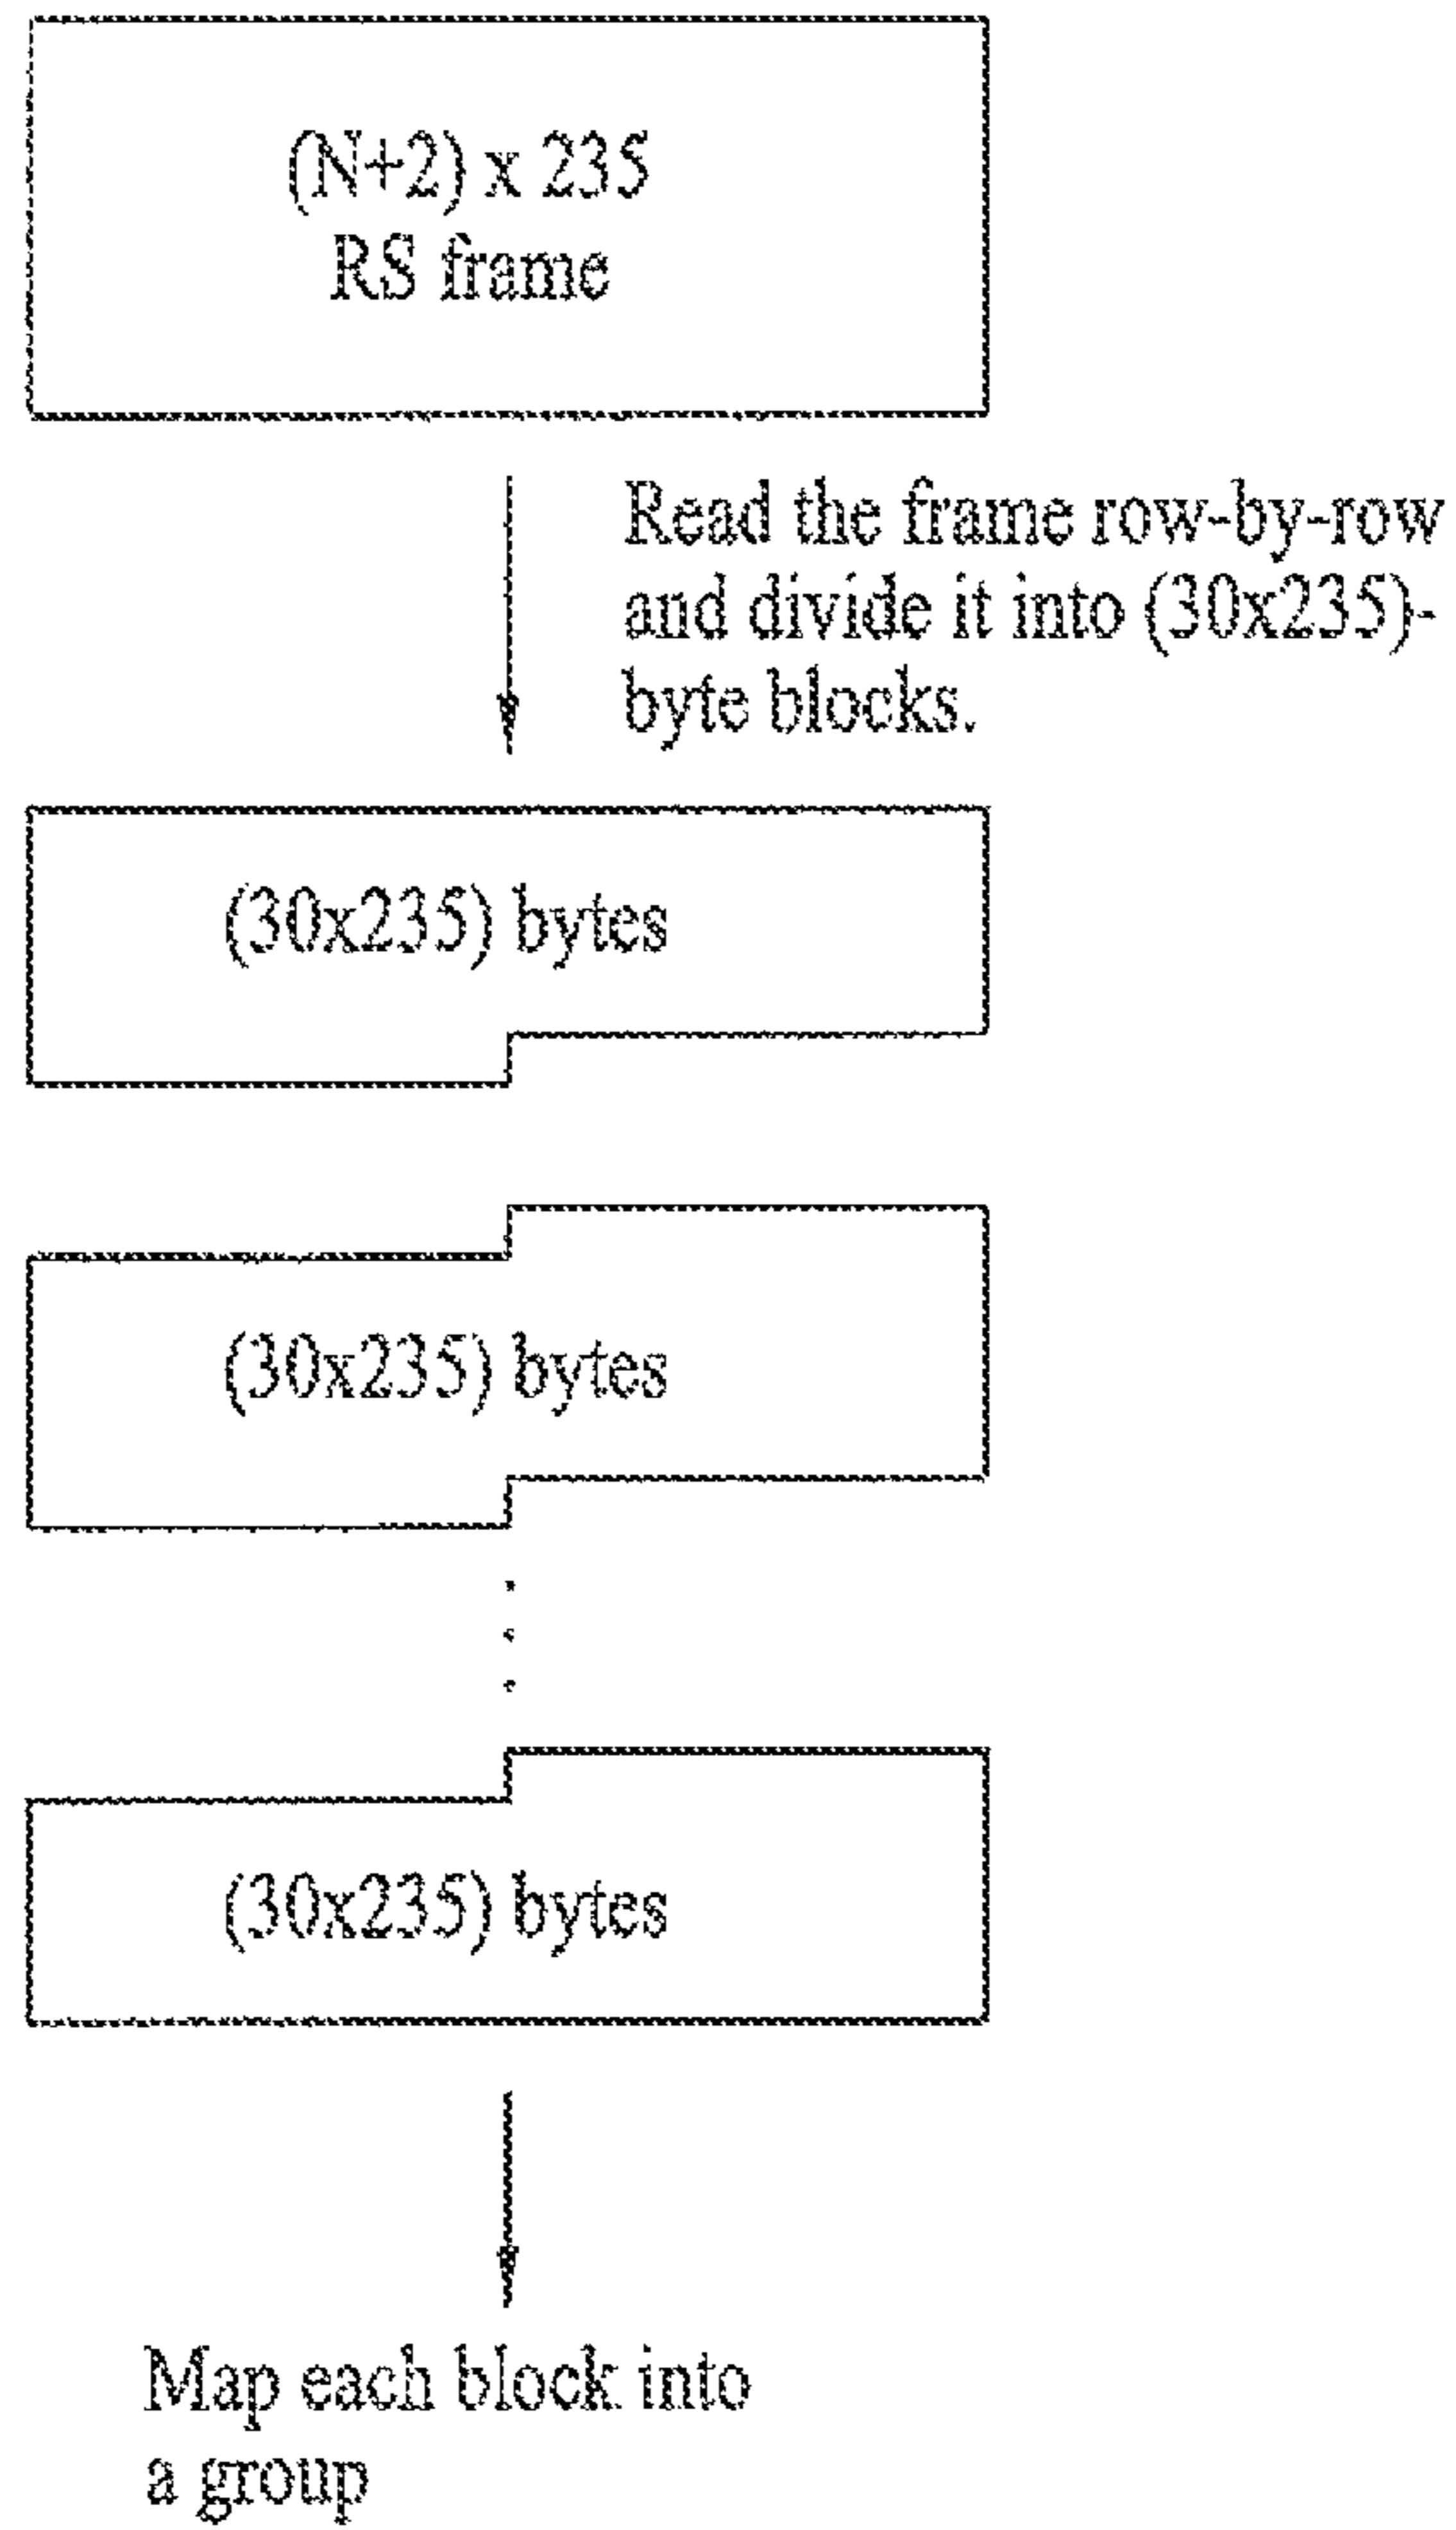 (N+2) x 235
RS frame
Read the frame row-by-row
and divide it into (30x235)-
byte blocks.
(30x235) bytes
(30x235) bytes
(30x235) bytes
Map each block into
a group